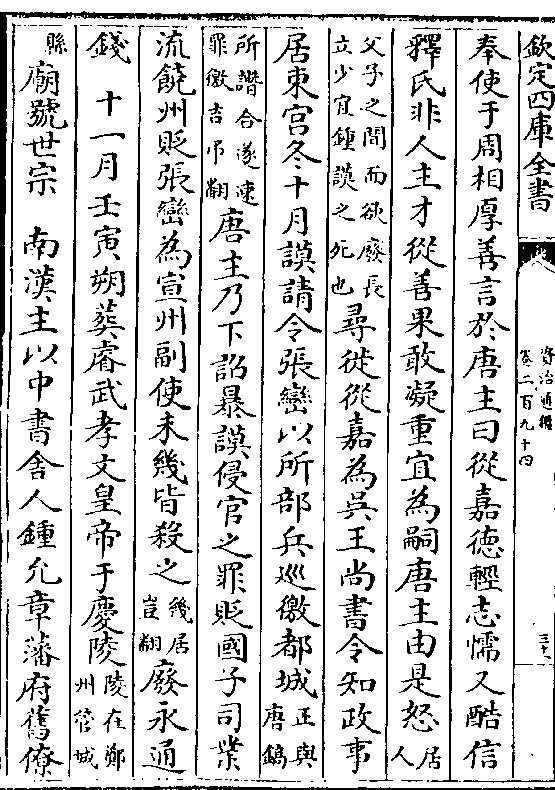 欽定四庫全書
資治通鑑
卷二百九十四
奉使于周相厚善言於唐主曰從嘉德輕志懦又酷信
釋氏非人主才從善果敢凝重宜為嗣唐主由是怒居人
父子之間而欲廢長立少宜鍾謨之死也尋徙從嘉為吳王尚書令知政事
居東宮冬十月謨請令張巒以所部兵巡徼都城正與唐鎬
所譖合遂速罪徼吉弔翻唐主乃下詔暴謨侵官之罪貶國子司業
流饒州貶張巒為宣州副使未幾皆殺之幾居豈翻廢永通
錢 十一月壬寅朔葬睿武孝文皇帝于慶陵陵在鄭州管城
縣廟號世宗 南漢主以中書舍人鍾允章藩府舊僚